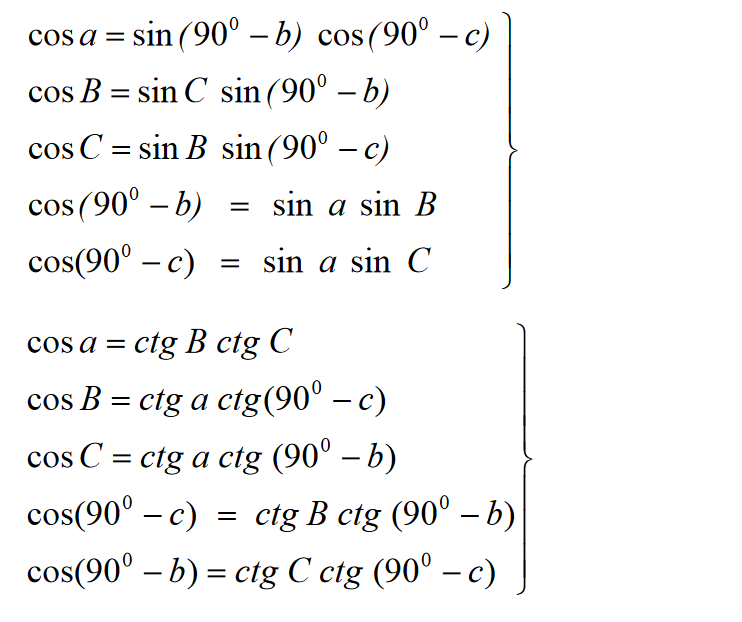 cos a = sin (90⁰ – b) cos (90⁰ – c)
cos B = sin C sin (90⁰ – b)
cos C = sin B sin (90⁰ – c)
cos (90⁰ – b) = sin a sin B
cos(90⁰ – c) = sin a sin C
cos a = ctg B ctg C
cos B = ctg a ctg(90⁰ – c)
cos C = ctg a ctg (90⁰ – b)
cos(90⁰ – c) = ctg B ctg (90⁰ – b)
cos(90⁰ – b) = ctg C ctg (90⁰ – c)